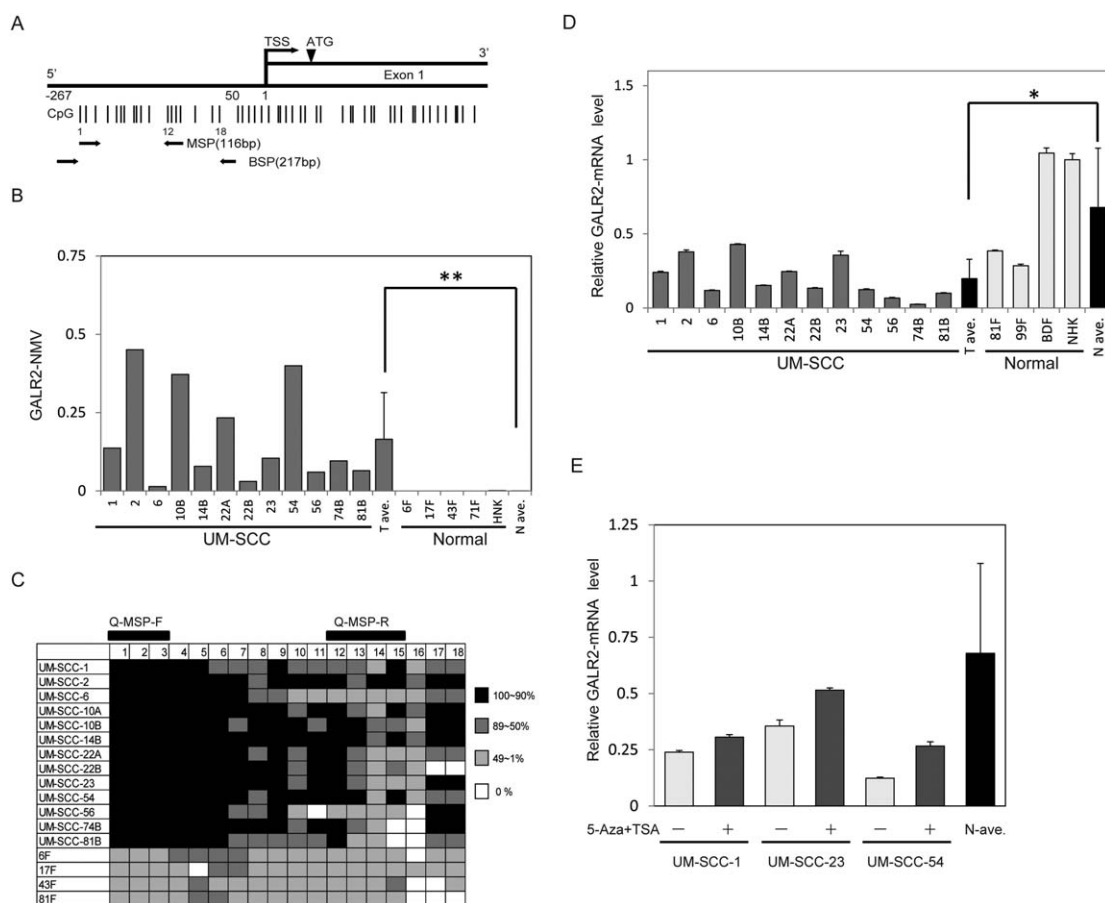 A
TSS ATG
5' 3'
Exon 1
-267 50 1
CpG
1 12 18
MSP(116bp)
BSP(217bp)
B
GALR2-NMV
0.75
0.5
0.25
0
**
1 2 6 10B 14B 22A 22B 23 54 56 74B 81B T ave. 6F 17F 43F 71F HNK N ave.
UM-SCC Normal
C
Q-MSP-F Q-MSP-R
1 2 3 4 5 6 7 8 9 10 11 12 13 14 15 16 17 18
UM-SCC-1
UM-SCC-2
UM-SCC-6
UM-SCC-10A
UM-SCC-10B
UM-SCC-14B
UM-SCC-22A
UM-SCC-22B
UM-SCC-23
UM-SCC-54
UM-SCC-56
UM-SCC-74B
UM-SCC-81B
6F
17F
43F
81F
100~90%
89~50%
49~1%
0 %
D
Relative GALR2-mRNA level
1.5
1
0.5
0
*
1 2 6 10B 14B 22A 22B 23 54 56 74B 81B T ave. 81F 99F BDF NHK N ave.
UM-SCC Normal
E
Relative GALR2-mRNA level
1.25
1
0.75
0.5
0.25
0
5-Aza+TSA − + − + − + N-ave.
UM-SCC-1 UM-SCC-23 UM-SCC-54